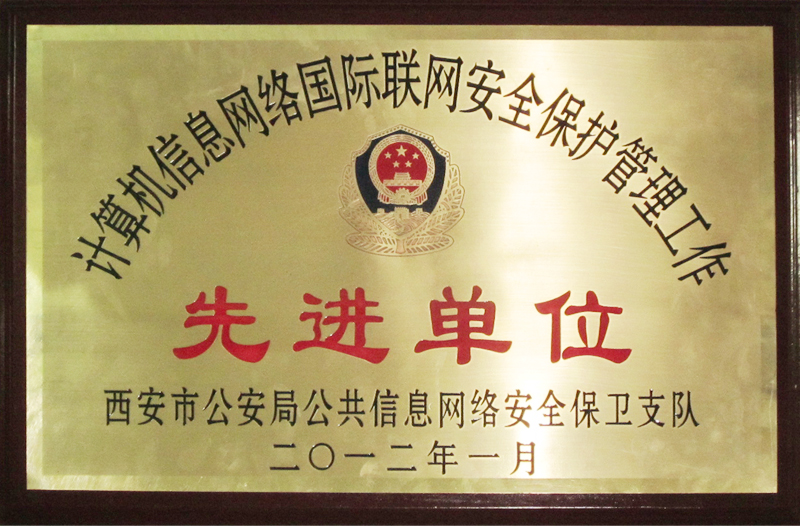 计算机信息网络国际联网安全保护管理工作
先进单位
西安市公安局公共信息网络安全保卫支队
二〇一二年一月